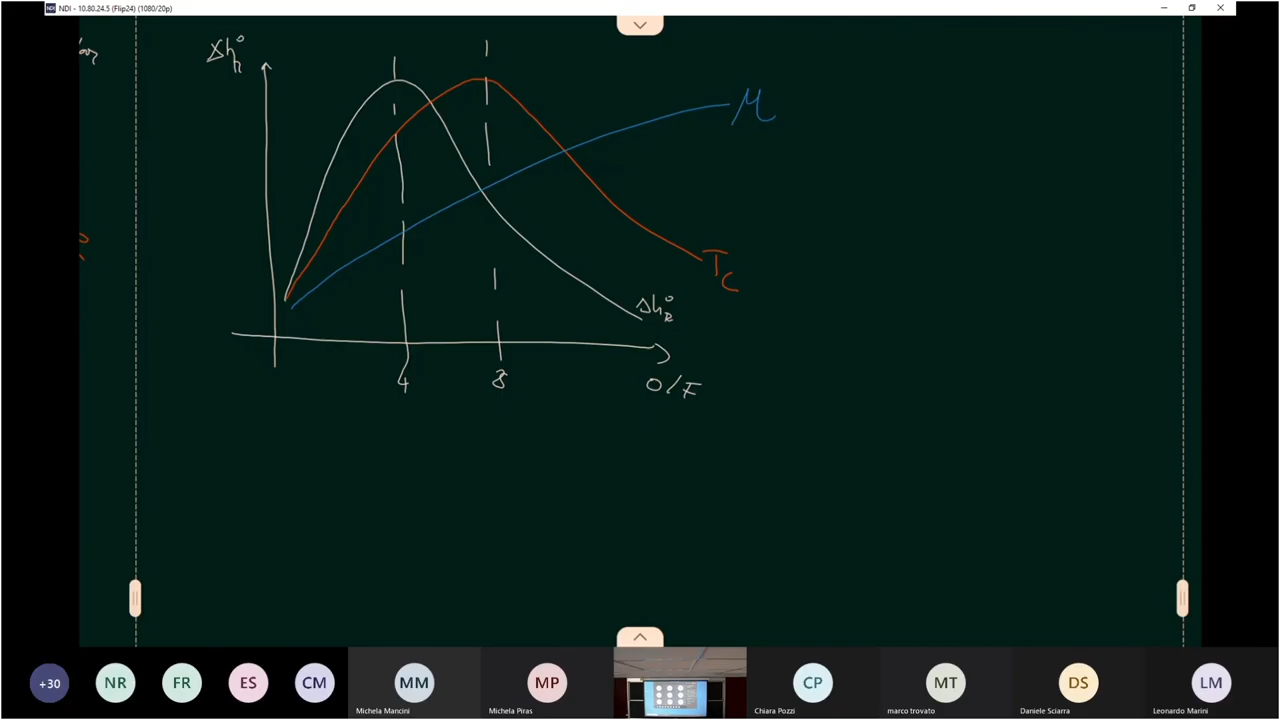 NDI - 10.80.24.5 (Flip24) (1080/20p)
Δh°R
M
Tc
Δh°R
4
8
O/F
+30
NR
FR
ES
CM
MM
MP
CP
MT
DS
LM
Michela Mancini
Michela Piras
Chiara Pozzi
marco trovato
Daniele Sciarra
Leonardo Marini